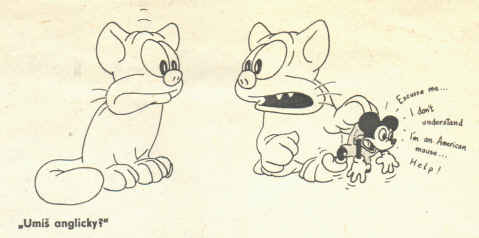 Excuse me...
I don't
understand
I'm an American
mouse...
Help!
„Umíš anglicky?"